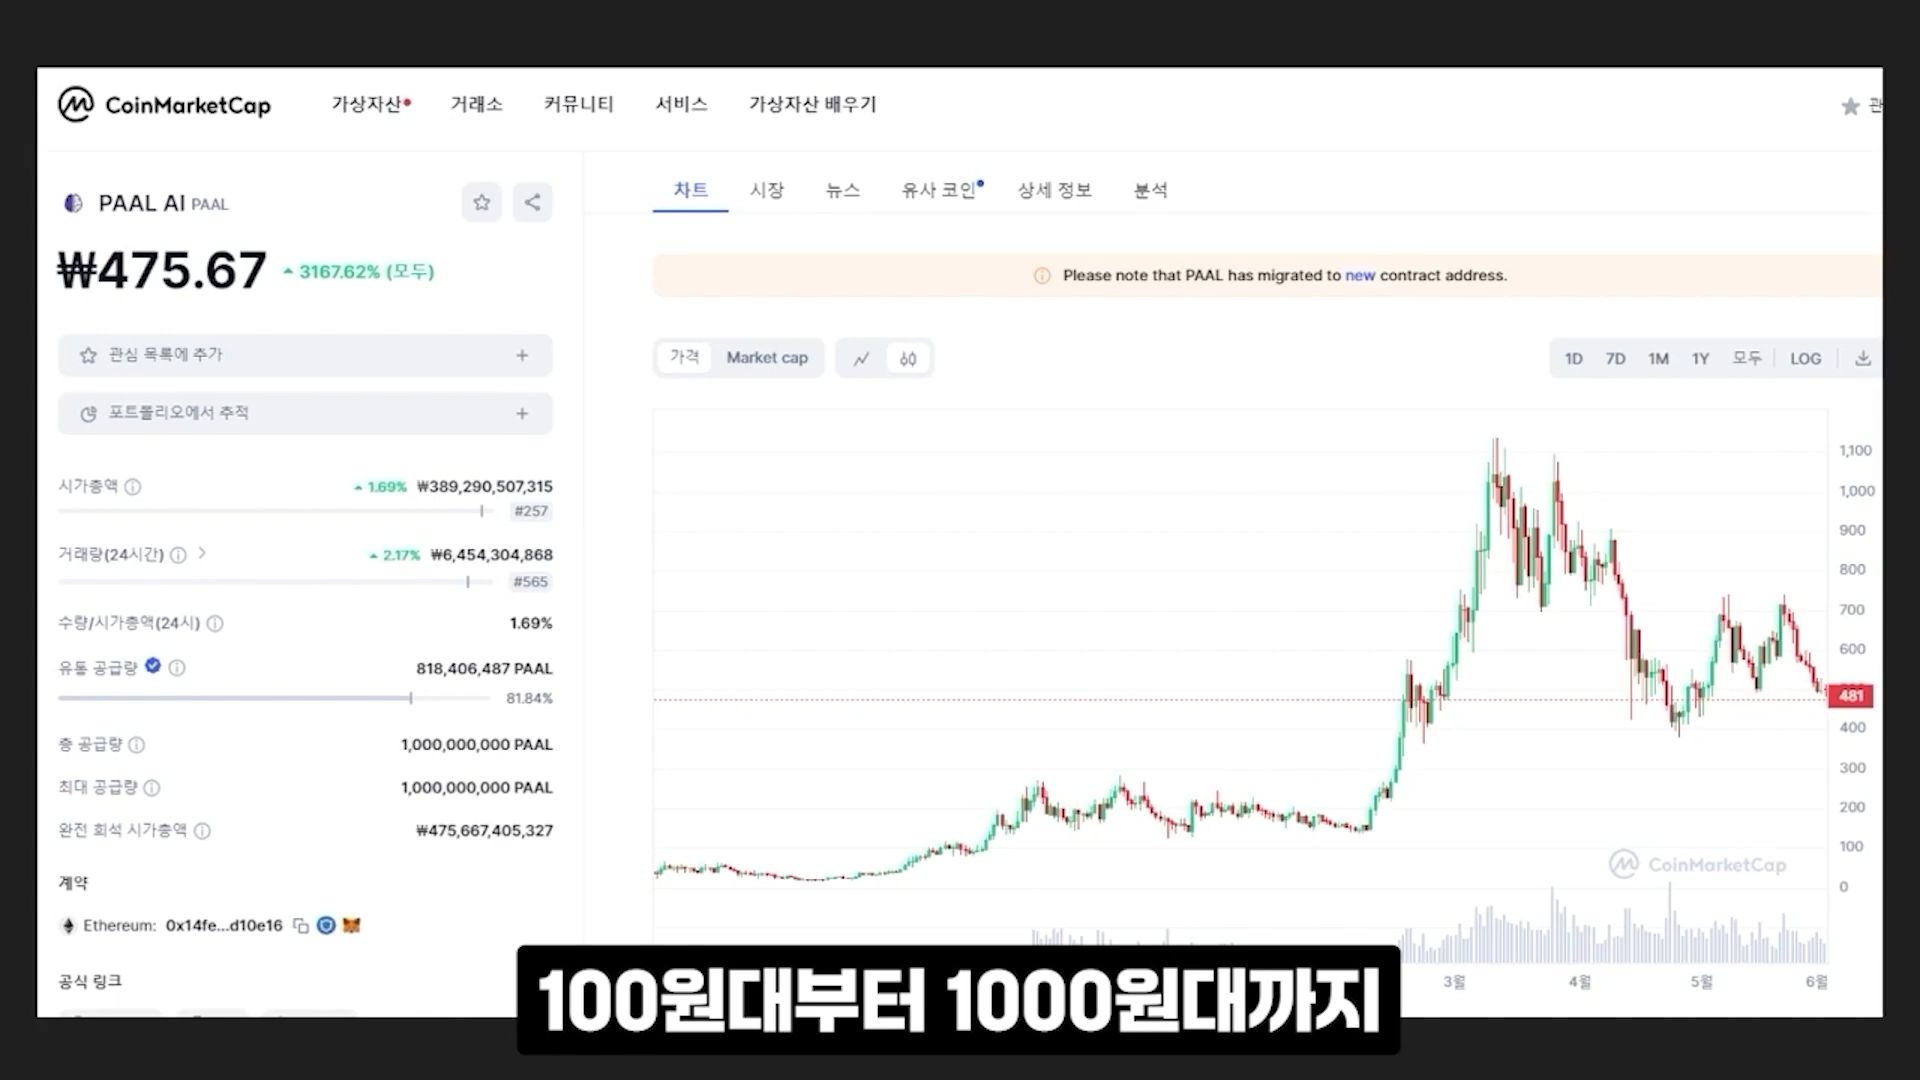 CoinMarketCap
가상자산
거래소
커뮤니티
서비스
가상자산 배우기
PAAL AI PAAL
₩475.67
3167.62% (모두)
관심 목록에 추가
포트폴리오에서 추적
시가총액
1.69% ₩389,290,507,315
#257
거래량(24시간)
2.17% ₩6,454,304,868
#565
수량/시가총액(24시)
1.69%
유통 공급량
818,406,487 PAAL
81.84%
총 공급량
1,000,000,000 PAAL
최대 공급량
1,000,000,000 PAAL
완전 희석 시가총액
₩475,667,405,327
계약
Ethereum: 0x14fe...d10e16
공식 링크
차트
시장
뉴스
유사 코인
상세 정보
분석
Please note that PAAL has migrated to new contract address.
가격
Market cap
1D
7D
1M
1Y
모두
LOG
1,100
1,000
900
800
700
600
481
400
300
200
100
0
CoinMarketCap
3월
4월
5월
6월
100원대부터 1000원대까지